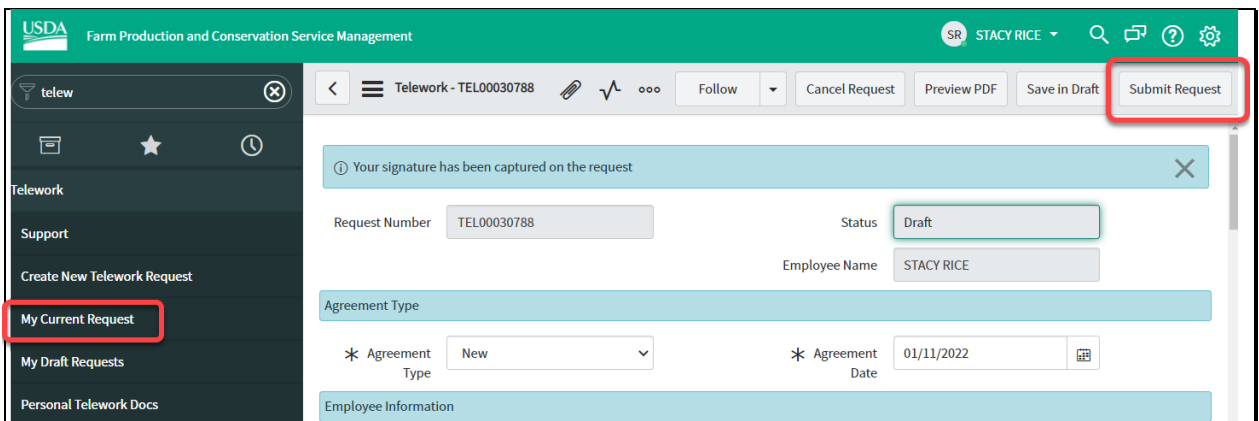 USDA
Farm Production and Conservation Service Management
SR STACY RICE
telew
Telework - TEL00030788
Follow
Cancel Request
Preview PDF
Save in Draft
Submit Request
Telework
Support
Create New Telework Request
My Current Request
My Draft Requests
Personal Telework Docs
Your signature has been captured on the request
Request Number TEL00030788
Status Draft
Employee Name STACY RICE
Agreement Type
Agreement
Type
New
Agreement
Date
01/11/2022
Employee Information